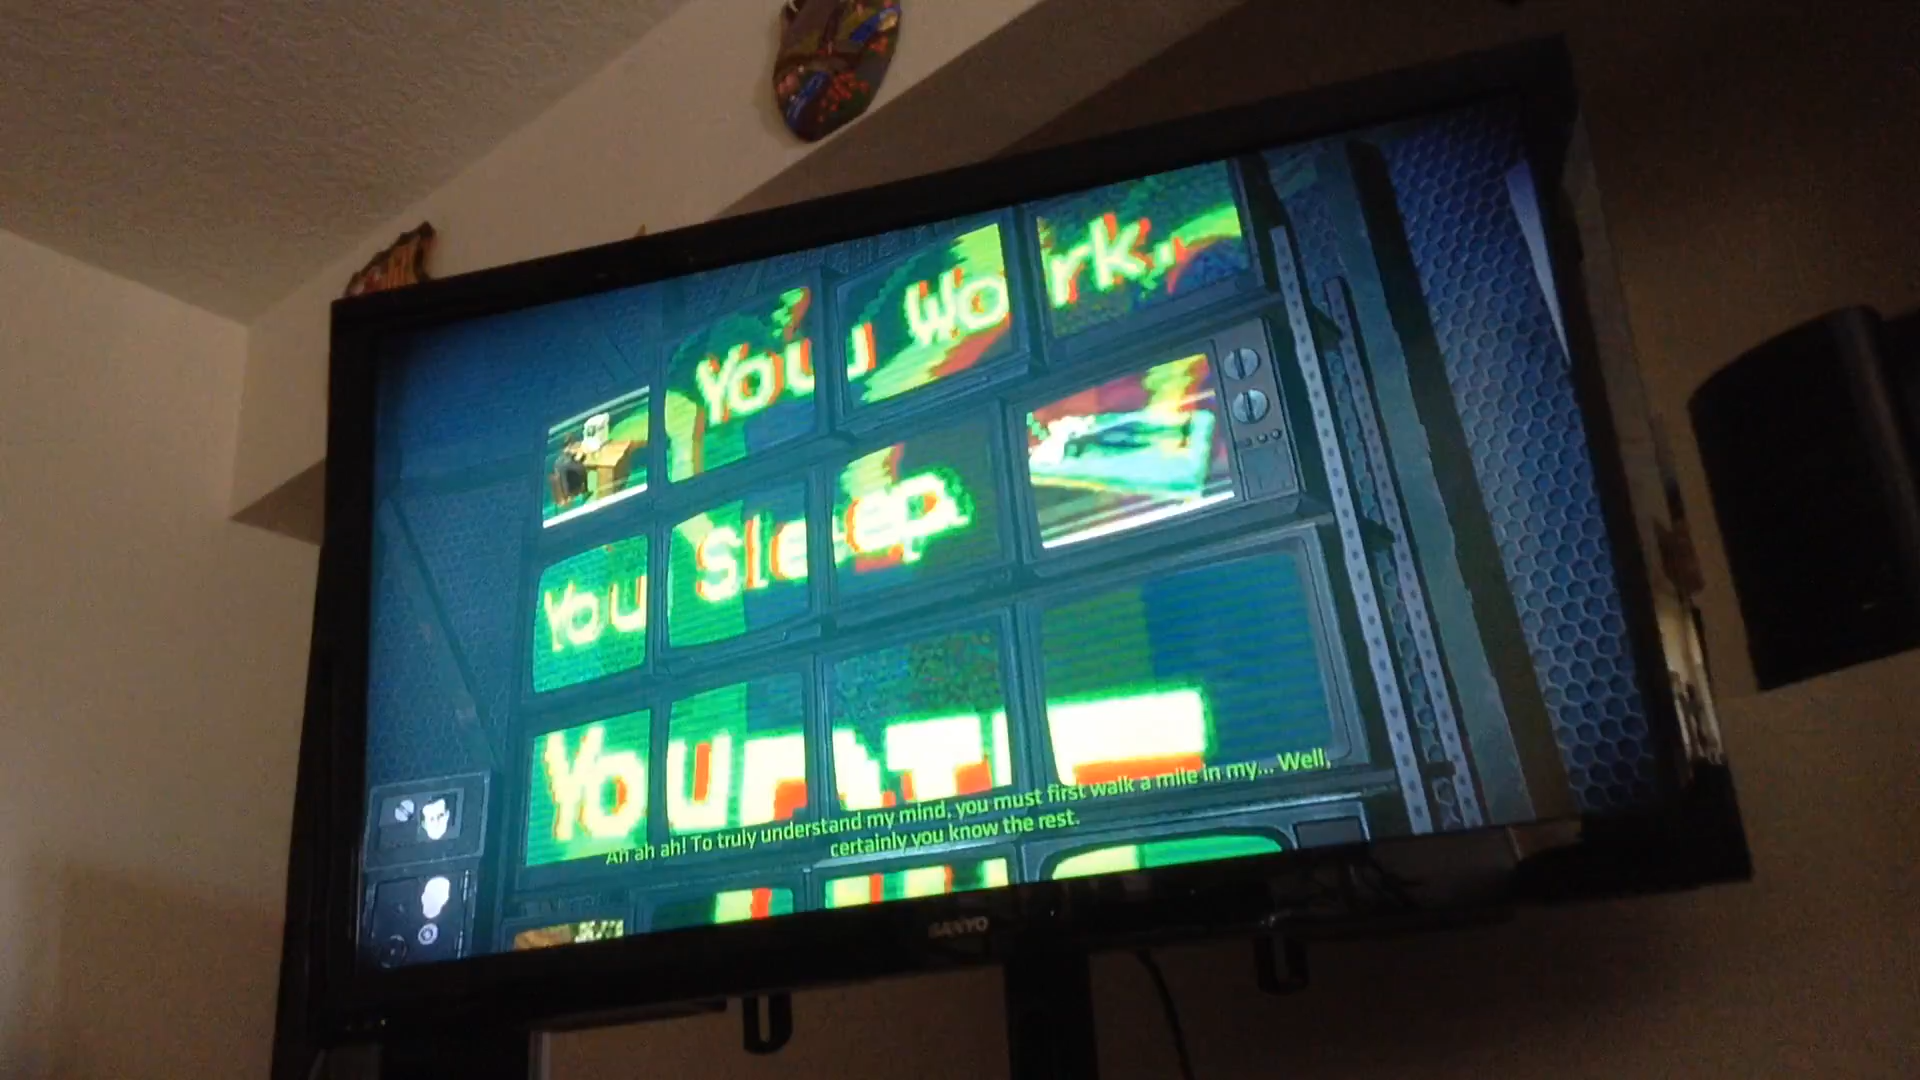 You Work.
You Sleep.
You
Ah ah ah! To truly understand my mind, you must first walk a mile in my... Well,
certainly you know the rest.
SANYO